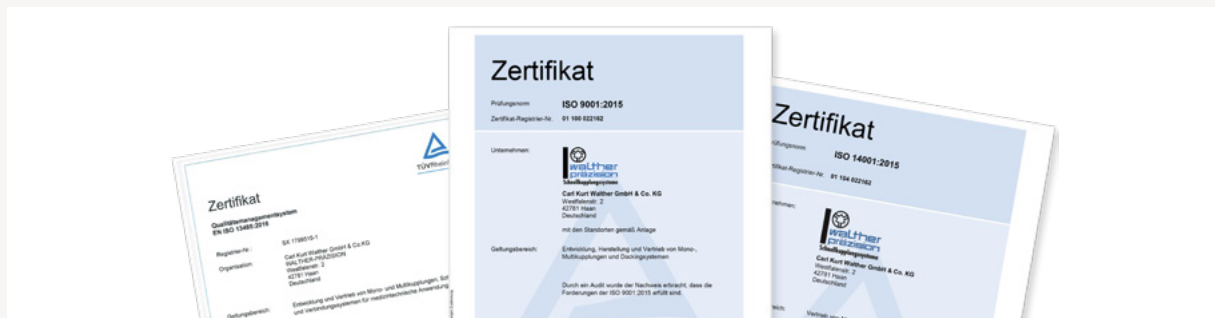 Zertifikat
Qualitätsmanagementsystem
EN ISO 13485:2016
Registrier-Nr.: SX 1799515-1
Organisation: Carl Kurt Walther GmbH & Co.KG
WALTHER-PRÄZISION
Westfalenstr. 2
42781 Haan
Deutschland
Geltungsbereich: Entwicklung und Vertrieb von Mono- und Multikupplungen,
und Verbindungssystemen für medizintechnische
Zertifikat
Prüfungsnorm ISO 9001:2015
Zertifikat-Registrier-Nr. 01 100 022162
Unternehmen:
walther
präzision
Schnellkupplungssysteme
Carl Kurt Walther GmbH & Co. KG
Westfalenstr. 2
42781 Haan
Deutschland
mit den Standorten gemäß Anlage
Geltungsbereich: Entwicklung, Herstellung und Vertrieb von Mono-,
Multikupplungen und Dockingsystemen
Durch ein Audit wurde der Nachweis erbracht, dass die
Forderungen der ISO 9001:2015 erfüllt sind.
Zertifikat
ISO 14001:2015
01 104 022162
walther
präzision
Schnellkupplungssysteme
Carl Kurt Walther GmbH & Co. KG
Westfalenstr. 2
42781 Haan
Deutschland
Vertrieb von